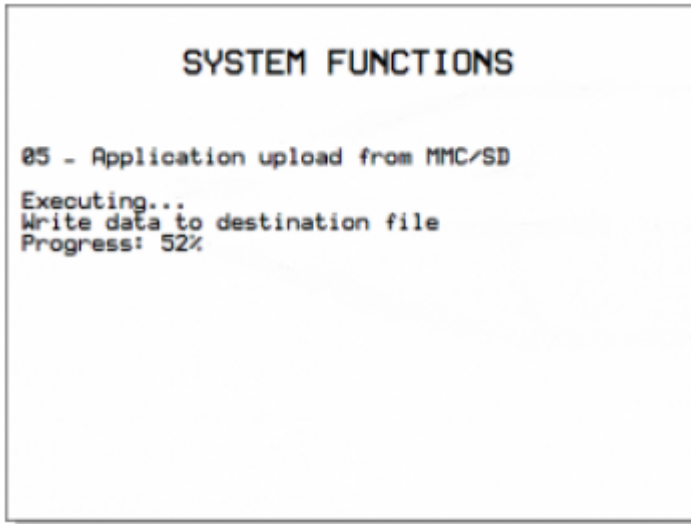 SYSTEM FUNCTIONS
05 - Application upload from MMC/SD
Executing...
Write data to destination file
Progress: 52%